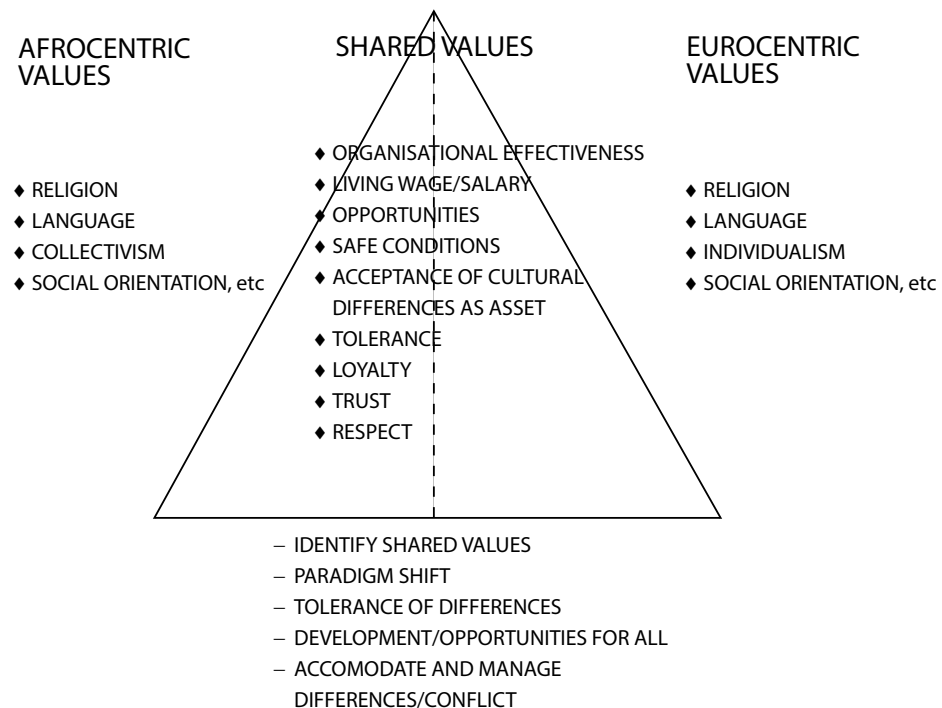 AFROCENTRIC
VALUES
♦ RELIGION
♦ LANGUAGE
♦ COLLECTIVISM
♦ SOCIAL ORIENTATION, etc
SHARED VALUES
♦ ORGANISATIONAL EFFECTIVENESS
♦ LIVING WAGE/SALARY
♦ OPPORTUNITIES
♦ SAFE CONDITIONS
♦ ACCEPTANCE OF CULTURAL
DIFFERENCES AS ASSET
♦ TOLERANCE
♦ LOYALTY
♦ TRUST
♦ RESPECT
EUROCENTRIC
VALUES
♦ RELIGION
♦ LANGUAGE
♦ INDIVIDUALISM
♦ SOCIAL ORIENTATION, etc
– IDENTIFY SHARED VALUES
– PARADIGM SHIFT
– TOLERANCE OF DIFFERENCES
– DEVELOPMENT/OPPORTUNITIES FOR ALL
– ACCOMODATE AND MANAGE
DIFFERENCES/CONFLICT